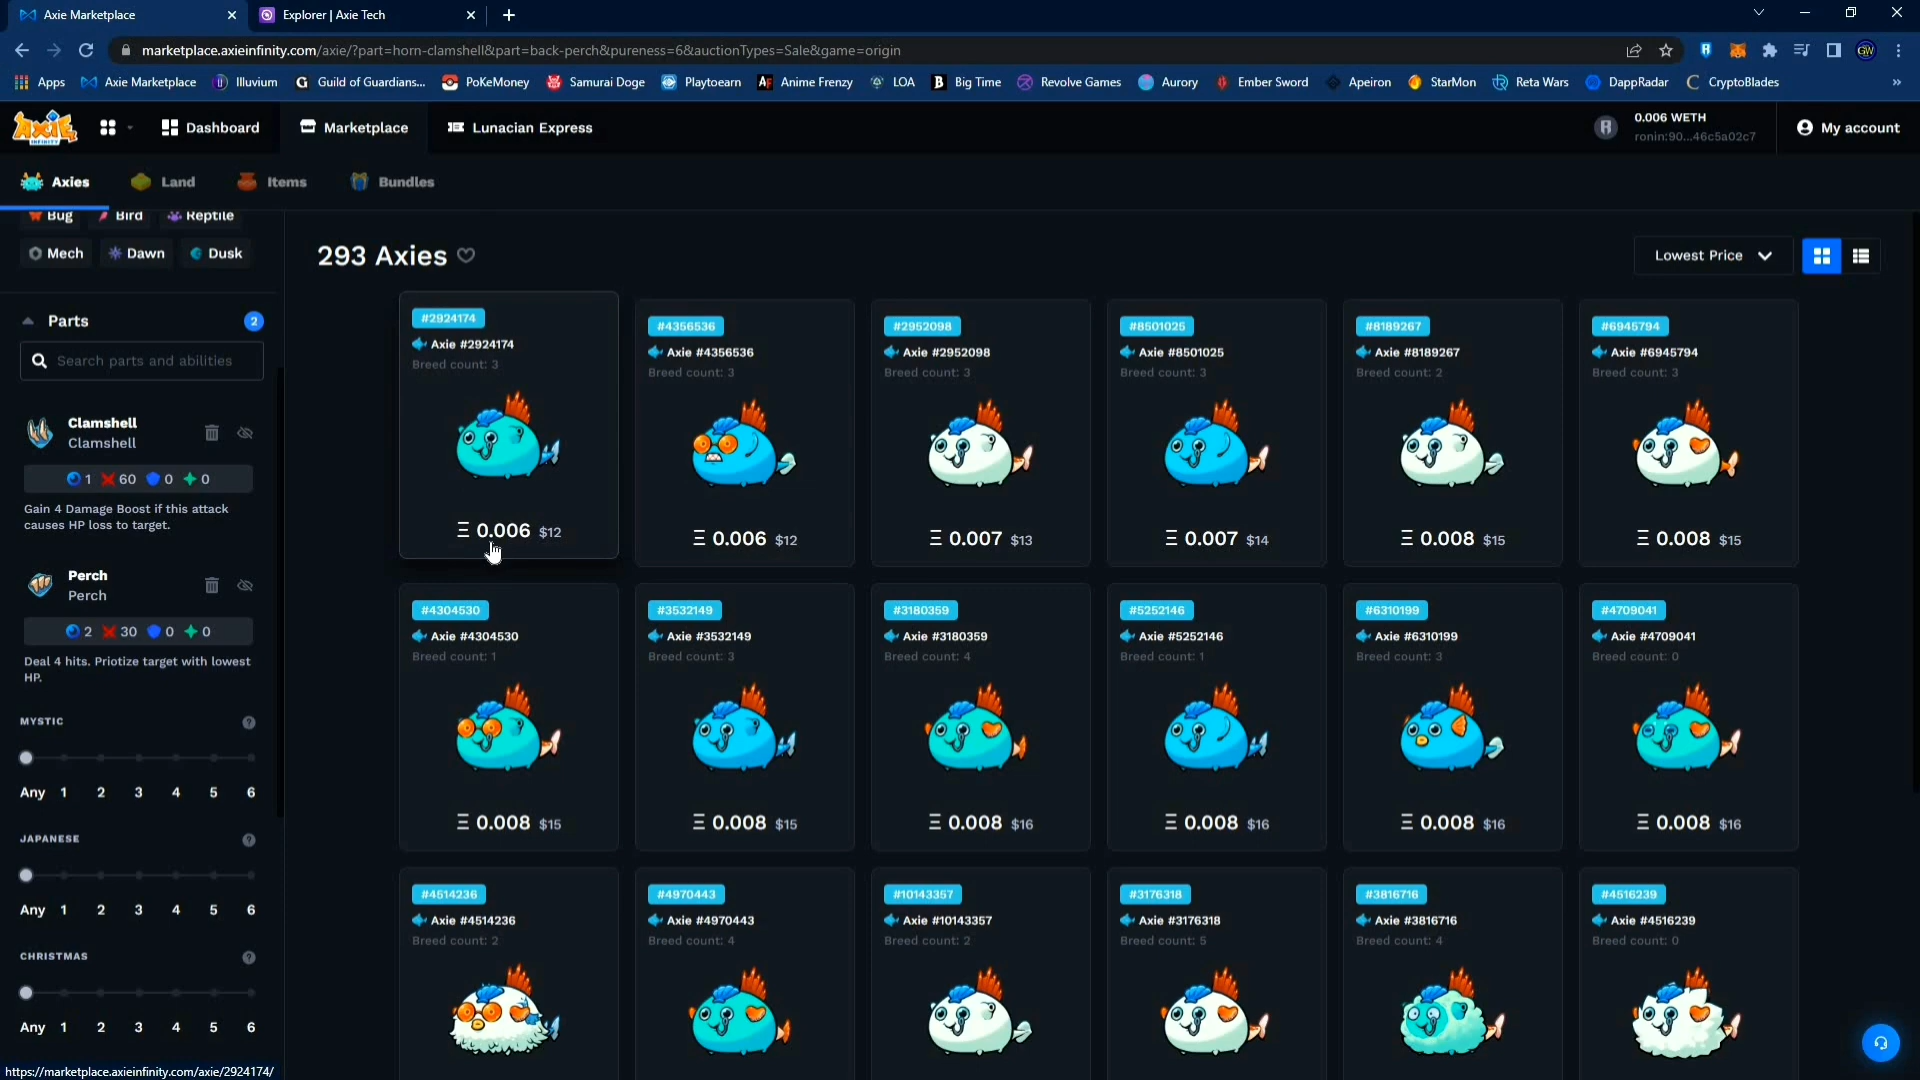 Axie Marketplace
Explorer | Axie Tech
marketplace.axieinfinity.com/axie/?part=horn-clamshell&part=back-perch&pureness=6&auctionTypes=Sale&game=origin
GW
Apps Axie Marketplace Illuvium Guild of Guardians... PoKeMoney Samurai Doge Playtoearn Anime Frenzy LOA Big Time Revolve Games Aurory Ember Sword Apeiron StarMon Reta Wars DappRadar CryptoBlades »
AXIE INFINITY Dashboard Marketplace Lunacian Express
0.006 WETH
ronin:90...46c5a02c7
My account
Axies Land Items Bundles
Bug Bird Reptile
Mech Dawn Dusk
293 Axies
Lowest Price
Parts 2
Search parts and abilities
Clamshell
Clamshell
1 60 0 0
Gain 4 Damage Boost if this attack
causes HP loss to target.
Perch
Perch
2 30 0 0
Deal 4 hits. Priotize target with lowest
HP.
MYSTIC ?
Any 1 2 3 4 5 6
JAPANESE ?
Any 1 2 3 4 5 6
CHRISTMAS ?
Any 1 2 3 4 5 6
#2924174
Axie #2924174
Breed count: 3
Ξ 0.006 $12
#4356536
Axie #4356536
Breed count: 3
Ξ 0.006 $12
#2952098
Axie #2952098
Breed count: 3
Ξ 0.007 $13
#8501025
Axie #8501025
Breed count: 3
Ξ 0.007 $14
#8189267
Axie #8189267
Breed count: 2
Ξ 0.008 $15
#6945794
Axie #6945794
Breed count: 3
Ξ 0.008 $15
#4304530
Axie #4304530
Breed count: 1
Ξ 0.008 $15
#3532149
Axie #3532149
Breed count: 3
Ξ 0.008 $15
#3180359
Axie #3180359
Breed count: 4
Ξ 0.008 $16
#5252146
Axie #5252146
Breed count: 1
Ξ 0.008 $16
#6310199
Axie #6310199
Breed count: 3
Ξ 0.008 $16
#4709041
Axie #4709041
Breed count: 0
Ξ 0.008 $16
#4514236
Axie #4514236
Breed count: 2
#4970443
Axie #4970443
Breed count: 4
#10143357
Axie #10143357
Breed count: 2
#3176318
Axie #3176318
Breed count: 5
#3816716
Axie #3816716
Breed count: 4
#4516239
Axie #4516239
Breed count: 0
https://marketplace.axieinfinity.com/axie/2924174/